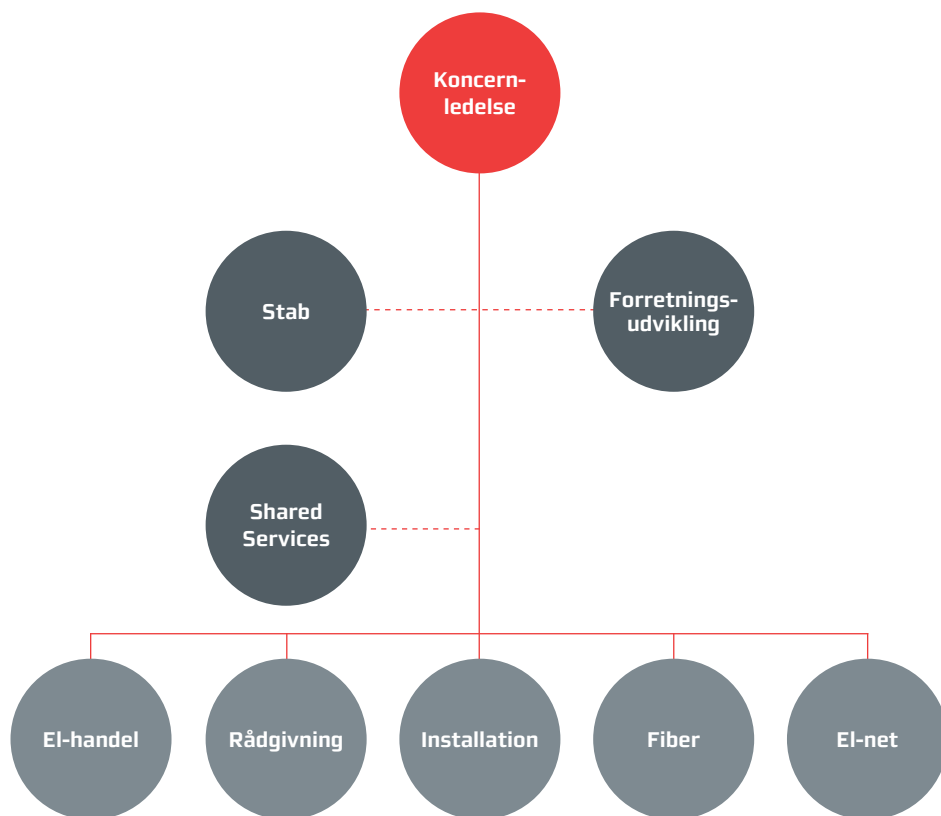 Koncern-
ledelse
Stab
Forretnings-
udvikling
Shared
Services
El-handel
Rådgivning
Installation
Fiber
El-net